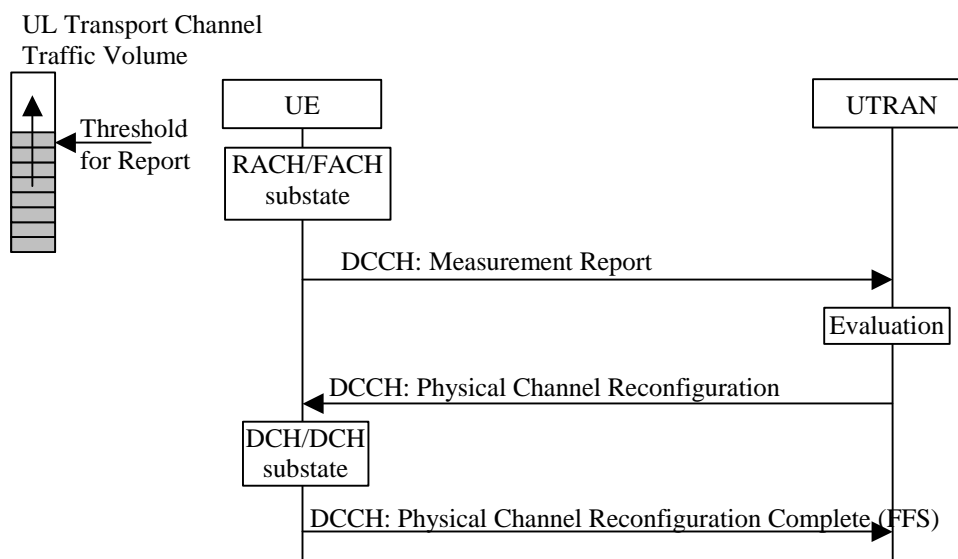 UL Transport Channel
Traffic Volume
UE
UTRAN
Threshold
for Report
RACH/FACH
substate
DCCH: Measurement Report
Evaluation
DCCH: Physical Channel Reconfiguration
DCH/DCH
substate
DCCH: Physical Channel Reconfiguration Complete (FFS)